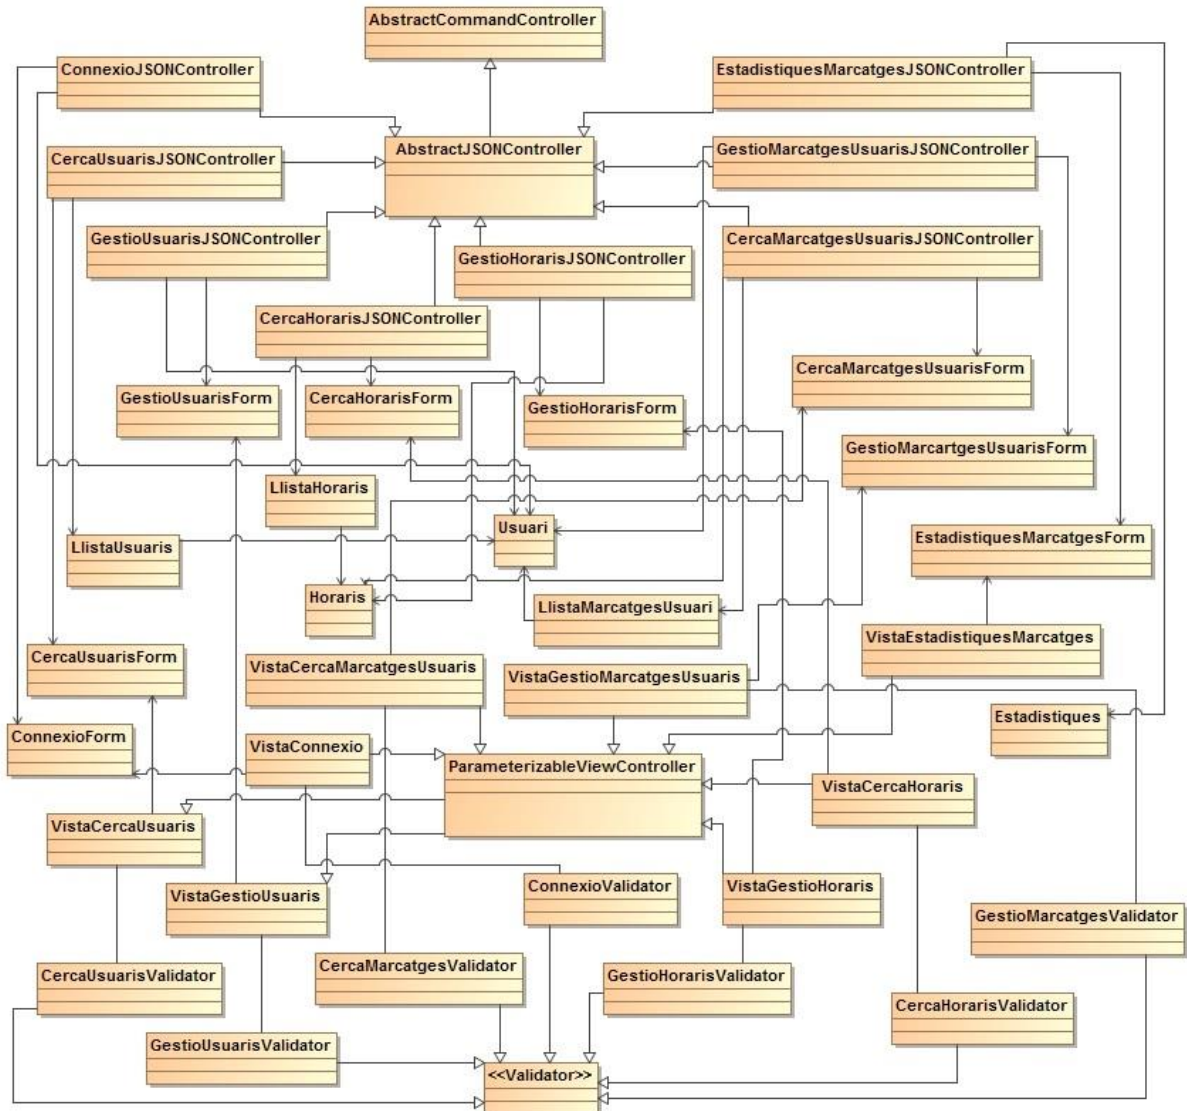 AbstractCommandController
ConnexioJSONController
EstadistiquesMarcatgesJSONController
AbstractJSONController
GestioMarcatgesUsuarisJSONController
CercaUsuarisJSONController
GestioUsuarisJSONController
CercaMarcatgesUsuarisJSONController
GestioHorarisJSONController
CercaHorarisJSONController
CercaMarcatgesUsuarisForm
GestioUsuarisForm
CercaHorarisForm
GestioHorarisForm
GestioMarcartgesUsuarisForm
LlistaHoraris
Usuari
EstadistiquesMarcatgesForm
LlistaUsuaris
Horaris
LlistaMarcatgesUsuari
VistaEstadistiquesMarcatges
CercaUsuarisForm
VistaCercaMarcatgesUsuaris
VistaGestioMarcatgesUsuaris
Estadistiques
ConnexioForm
VistaConnexio
ParameterizableViewController
VistaCercaHoraris
VistaCercaUsuaris
VistaGestioUsuaris
ConnexioValidator
VistaGestioHoraris
GestioMarcatgesValidator
CercaUsuarisValidator
CercaMarcatgesValidator
GestioHorarisValidator
CercaHorarisValidator
GestioUsuarisValidator
<<Validator>>